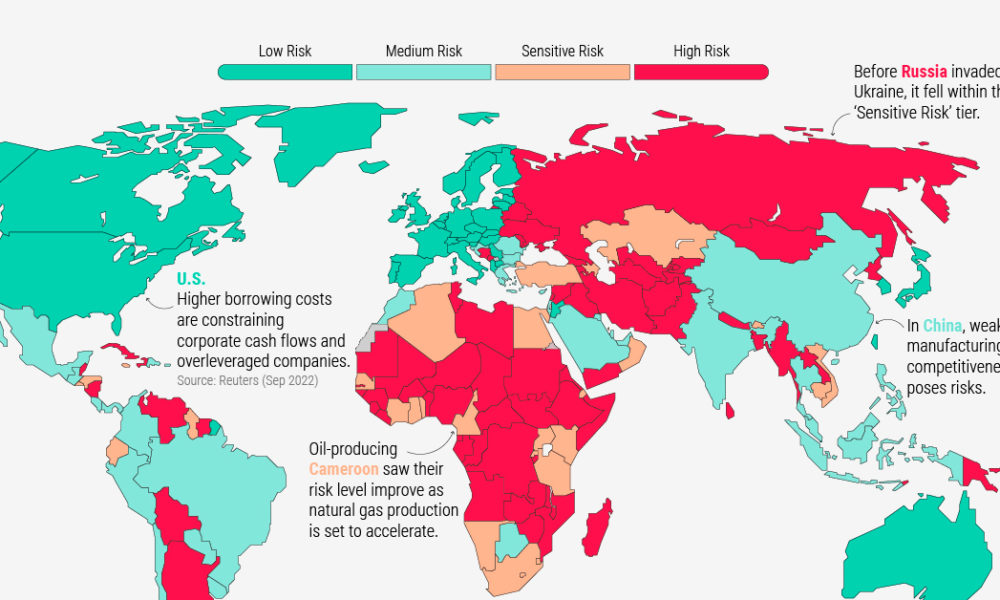 Low Risk
Medium Risk
Sensitive Risk
High Risk
Before Russia invaded
Ukraine, it fell within th
‘Sensitive Risk’ tier.
U.S.
Higher borrowing costs
are constraining
corporate cash flows and
overleveraged companies.
Source: Reuters (Sep 2022)
In China, weak
manufacturing
competitivene
poses risks.
Oil-producing
Cameroon saw their
risk level improve as
natural gas production
is set to accelerate.